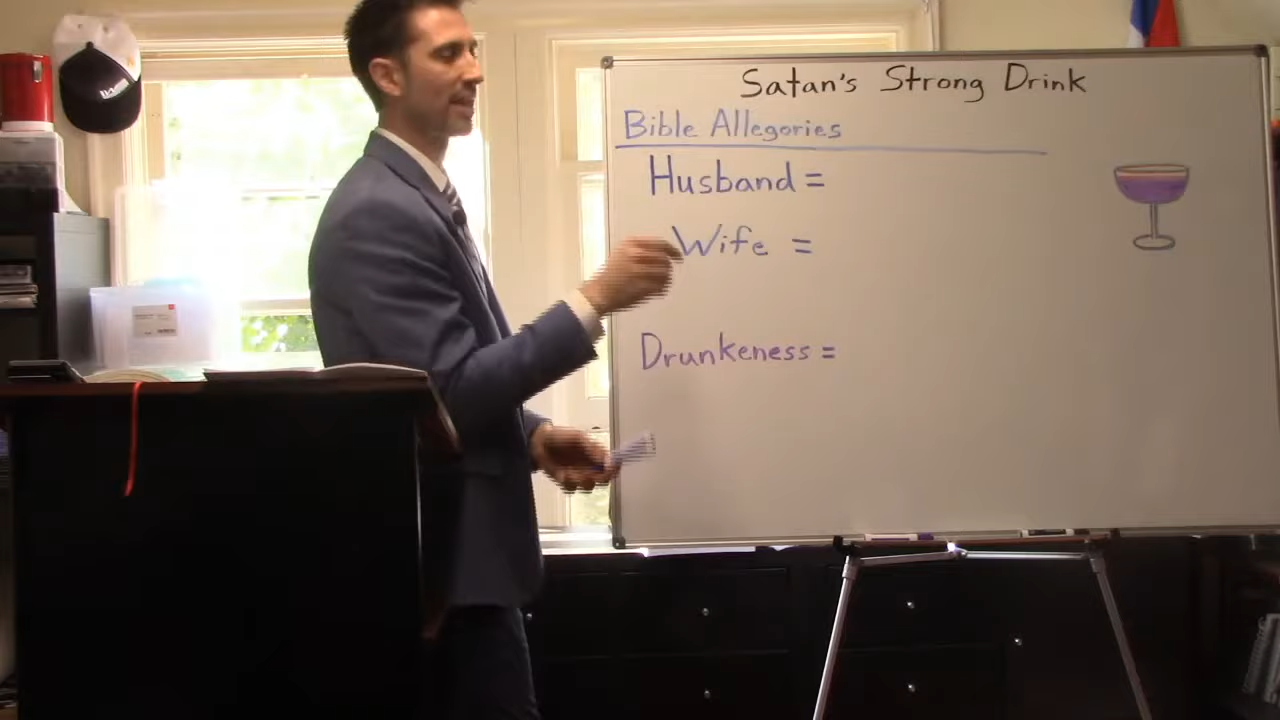 Satan's Strong Drink
Bible Allegories
Husband =
Wife =
Drunkeness =